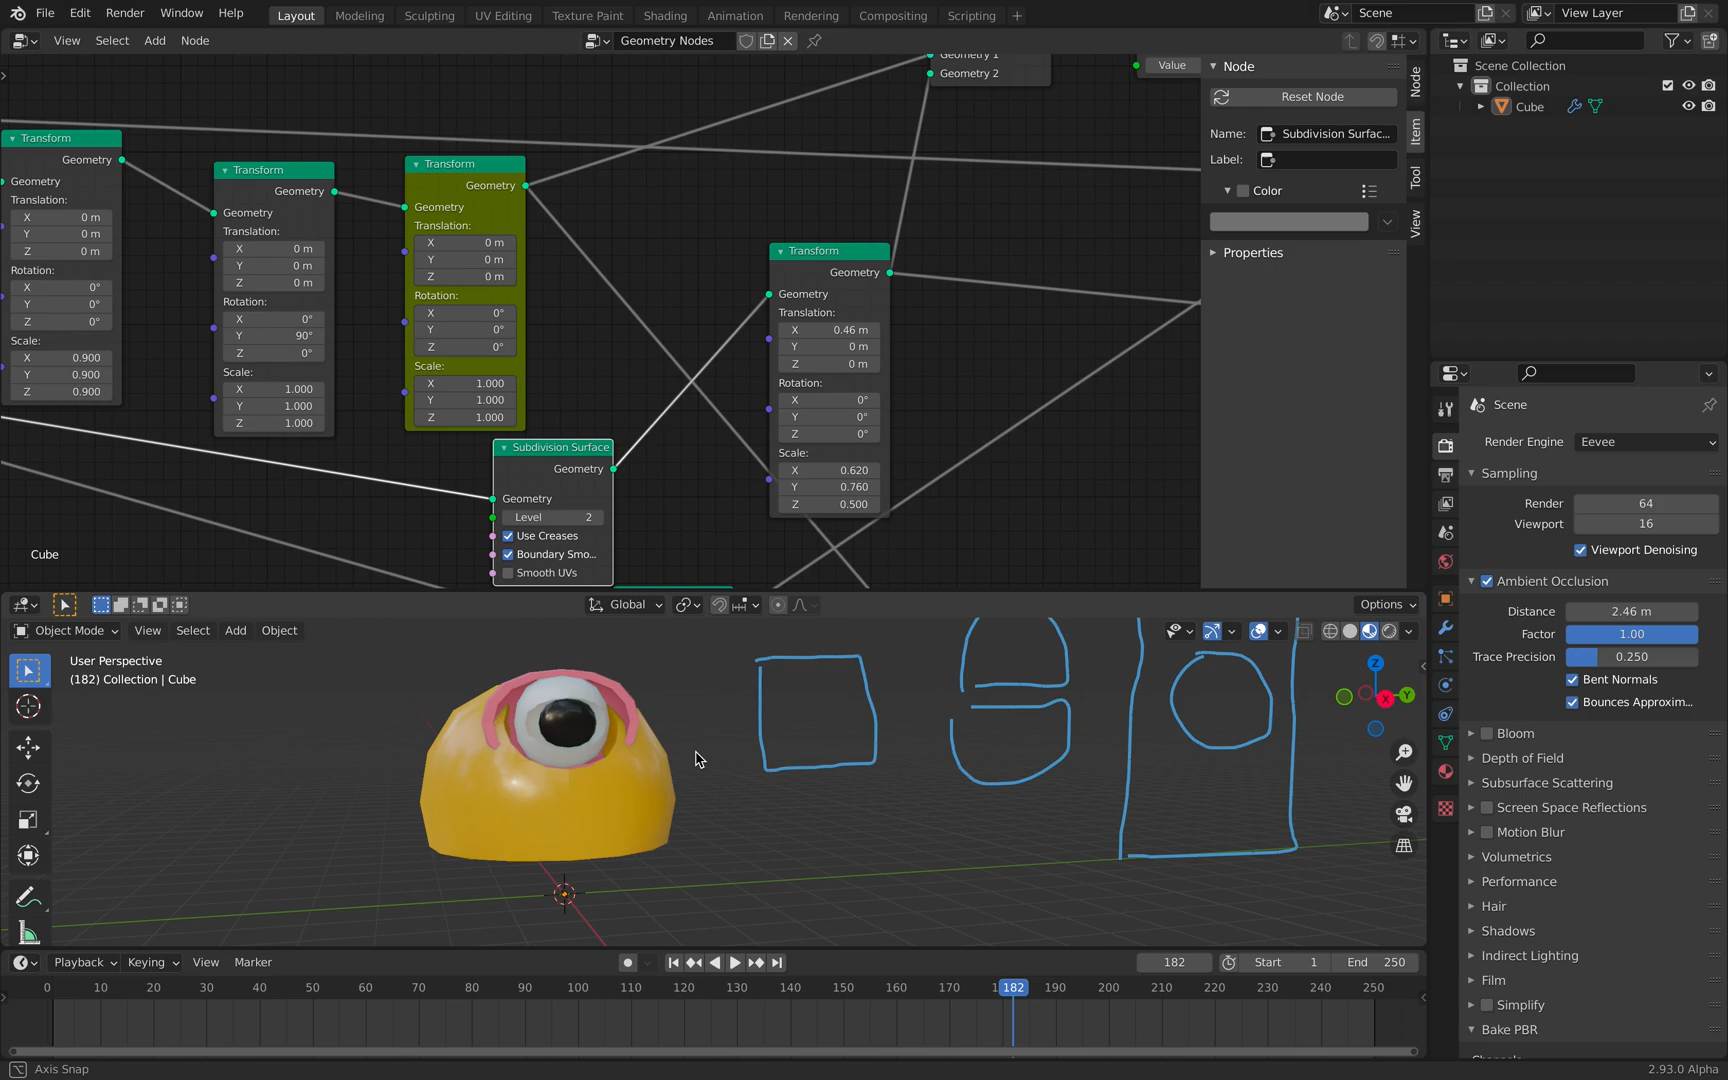 File Edit Render Window Help Layout Modeling Sculpting UV Editing Texture Paint Shading Animation Rendering Compositing Scripting + Scene View Layer
View Select Add Node Geometry Nodes
Scene Collection
Collection
Cube
Geometry 1
Geometry 2
Value
Node
Reset Node
Name: Subdivision Surfac...
Label:
Color
Properties
Node
Item
Tool
View
Transform
Geometry
Geometry
Translation:
X 0 m
Y 0 m
Z 0 m
Rotation:
X 0°
Y 0°
Z 0°
Scale:
X 0.900
Y 0.900
Z 0.900
Transform
Geometry
Geometry
Translation:
X 0 m
Y 0 m
Z 0 m
Rotation:
X 0°
Y 90°
Z 0°
Scale:
X 1.000
Y 1.000
Z 1.000
Transform
Geometry
Geometry
Translation:
X 0 m
Y 0 m
Z 0 m
Rotation:
X 0°
Y 0°
Z 0°
Scale:
X 1.000
Y 1.000
Z 1.000
Subdivision Surface
Geometry
Geometry
Level 2
Use Creases
Boundary Smo...
Smooth UVs
Transform
Geometry
Geometry
Translation:
X 0.46 m
Y 0 m
Z 0 m
Rotation:
X 0°
Y 0°
Z 0°
Scale:
X 0.620
Y 0.760
Z 0.500
Cube
Global Options
Object Mode View Select Add Object
User Perspective
(182) Collection | Cube
Z
X
Y
Playback Keying View Marker 182 Start 1 End 250
0 10 20 30 40 50 60 70 80 90 100 110 120 130 140 150 160 170 182 190 200 210 220 230 240 250
Scene
Render Engine Eevee
Sampling
Render 64
Viewport 16
Viewport Denoising
Ambient Occlusion
Distance 2.46 m
Factor 1.00
Trace Precision 0.250
Bent Normals
Bounces Approxim...
Bloom
Depth of Field
Subsurface Scattering
Screen Space Reflections
Motion Blur
Volumetrics
Performance
Hair
Shadows
Indirect Lighting
Film
Simplify
Bake PBR
Axis Snap 2.93.0 Alpha